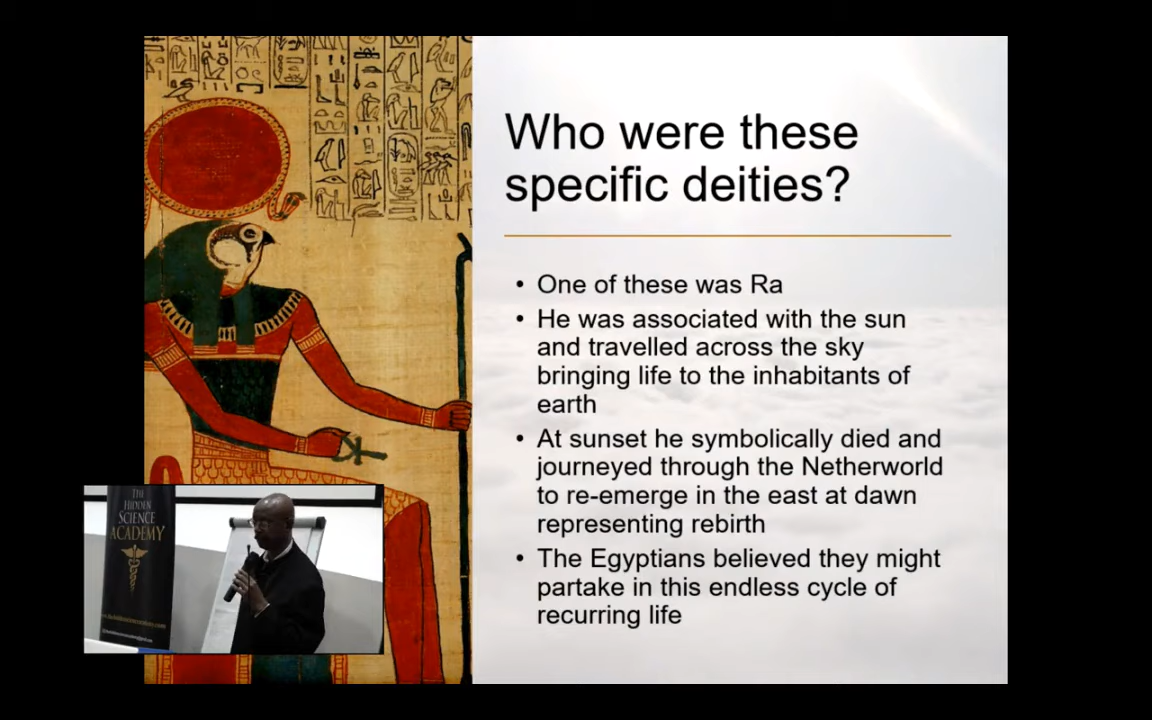 Who were these
specific deities?
• One of these was Ra
• He was associated with the sun
and travelled across the sky
bringing life to the inhabitants of
earth
• At sunset he symbolically died and
journeyed through the Netherworld
to re-emerge in the east at dawn
representing rebirth
• The Egyptians believed they might
partake in this endless cycle of
recurring life
THE
HIDDEN
SCIENCE
ACADEMY